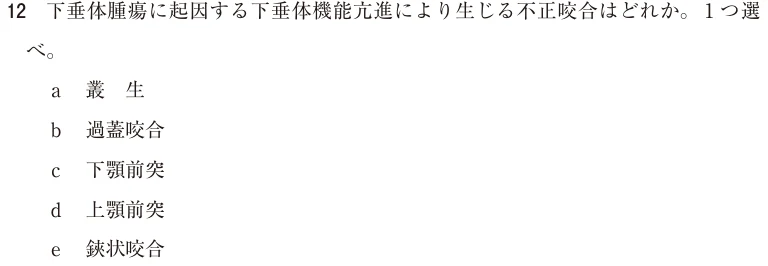 12　下垂体腫瘍に起因する下垂体機能亢進により生じる不正咬合はどれか。１つ選
べ。
a　叢　生
b　過蓋咬合
c　下顎前突
d　上顎前突
e　鋏状咬合